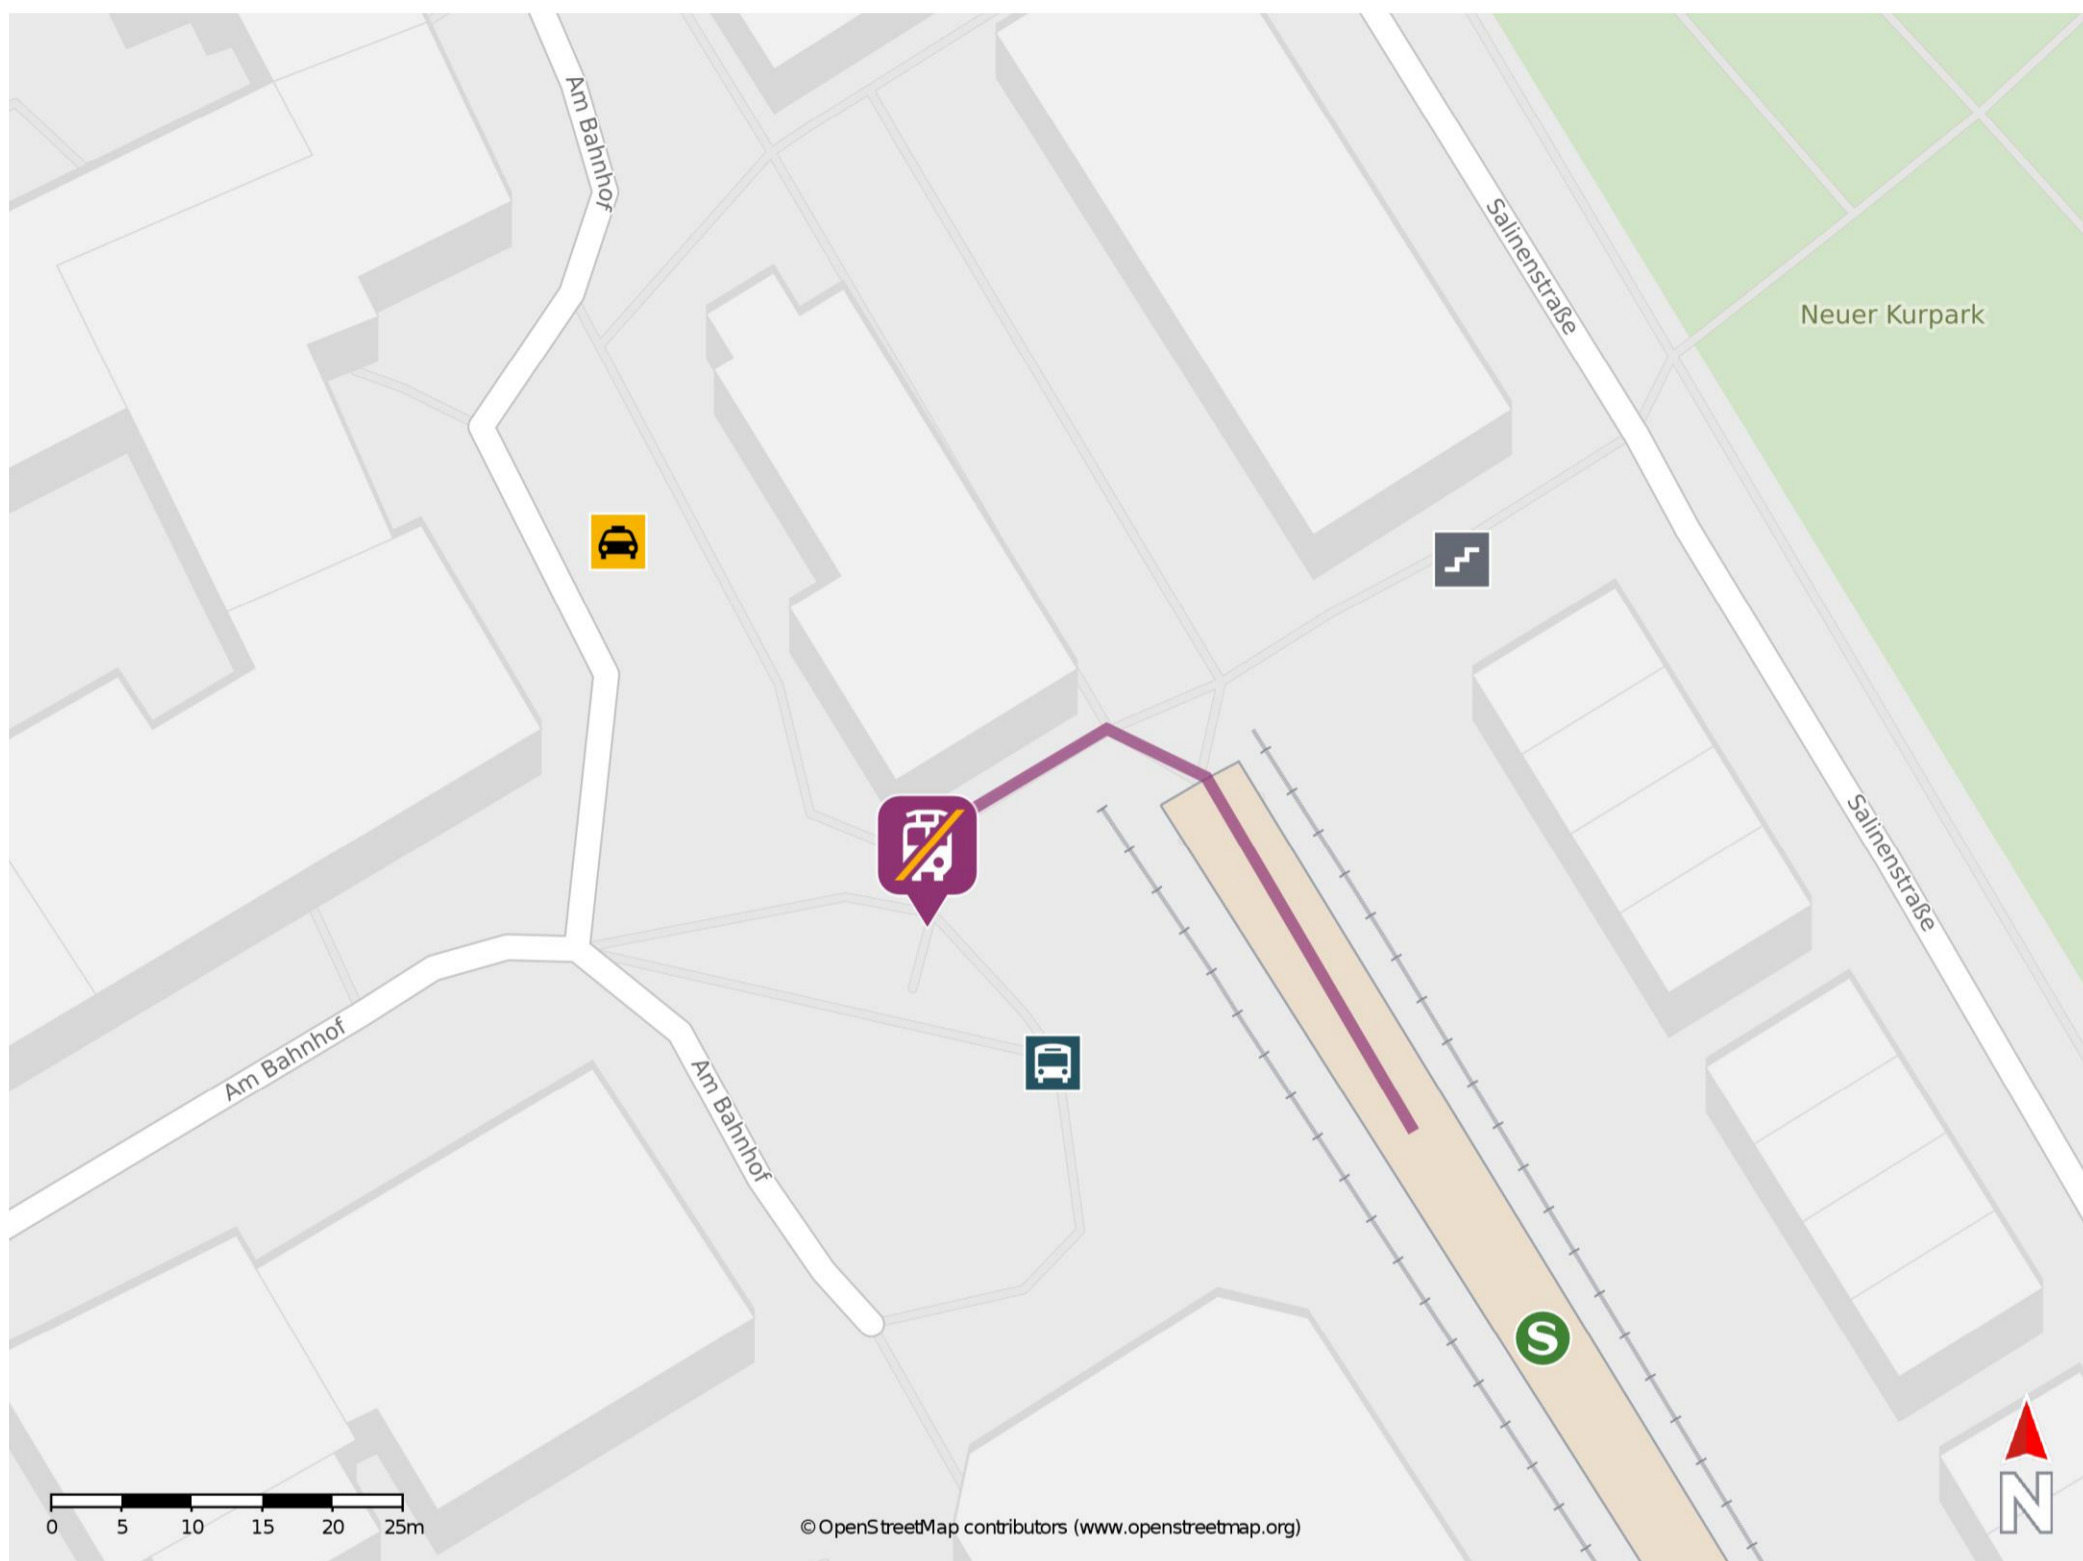 Am Bahnhof
Salinenstraße
Neuer Kurpark
Salinenstraße
Am Bahnhof
Am Bahnhof
S
0 5 10 15 20 25m
© OpenStreetMap contributors (www.openstreetmap.org)
N